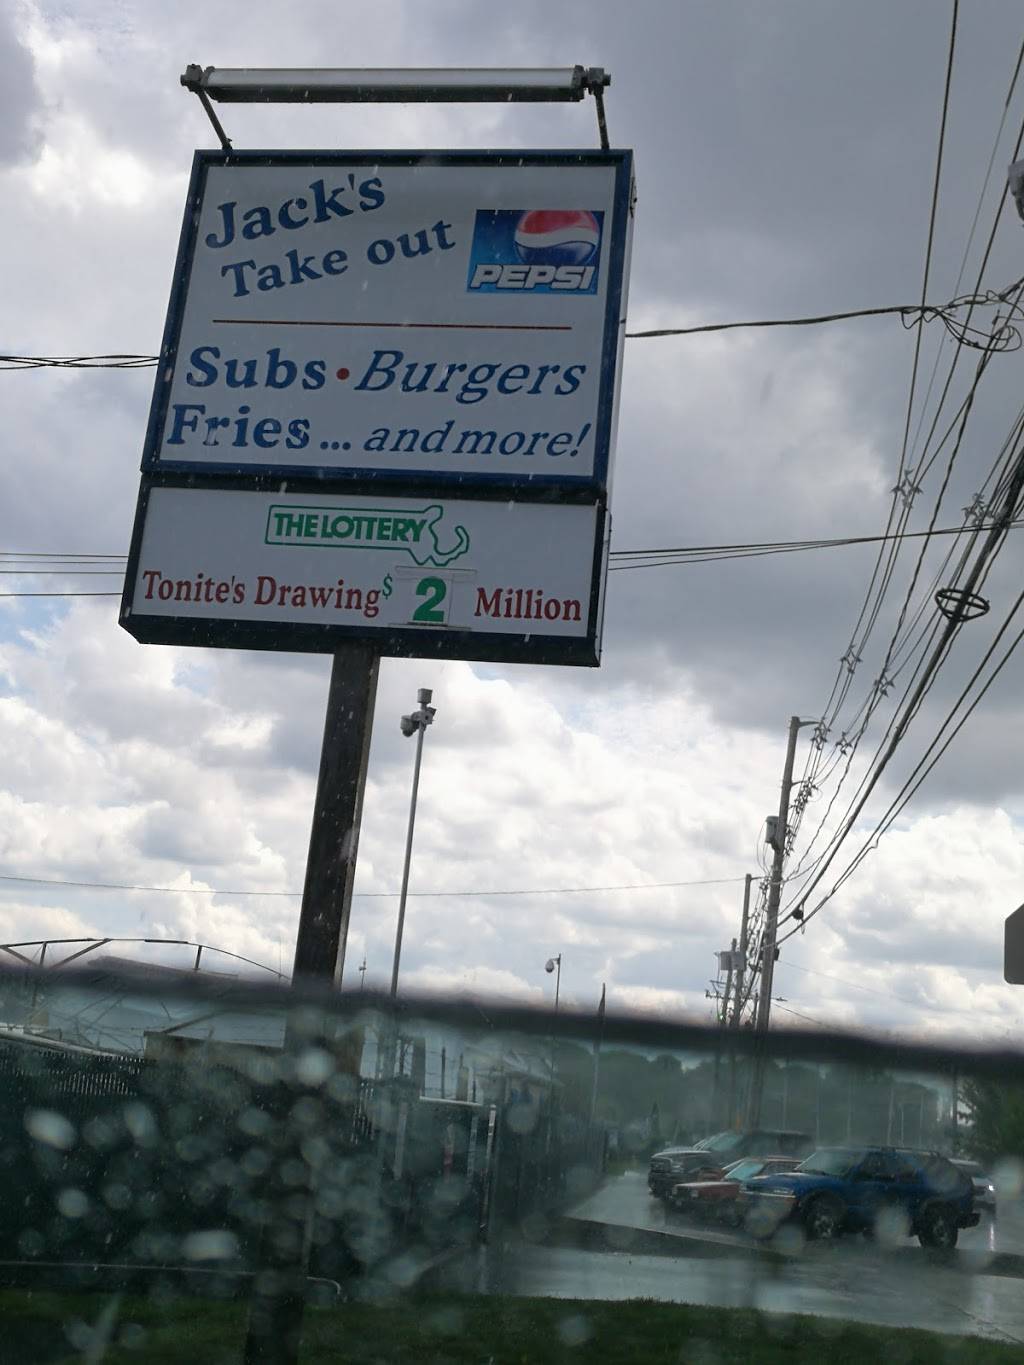 Jack's
Take out
PEPSI
Subs • Burgers
Fries... and more!
THE LOTTERY
Tonite's Drawing $ 2 Million